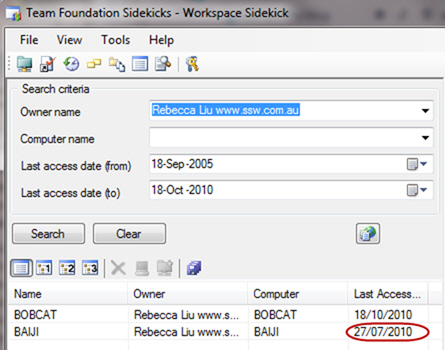 Team Foundation Sidekicks - Workspace Sidekick
File View Tools Help
Search criteria
Owner name Rebecca Liu www.ssw.com.au
Computer name
Last access date (from) 18-Sep-2005
Last access date (to) 18-Oct-2010
Search Clear
1 2 3
Name Owner Computer Last Access...
BOBCAT Rebecca Liu www.s... BOBCAT 18/10/2010
BAIJI Rebecca Liu www.s... BAIJI 27/07/2010